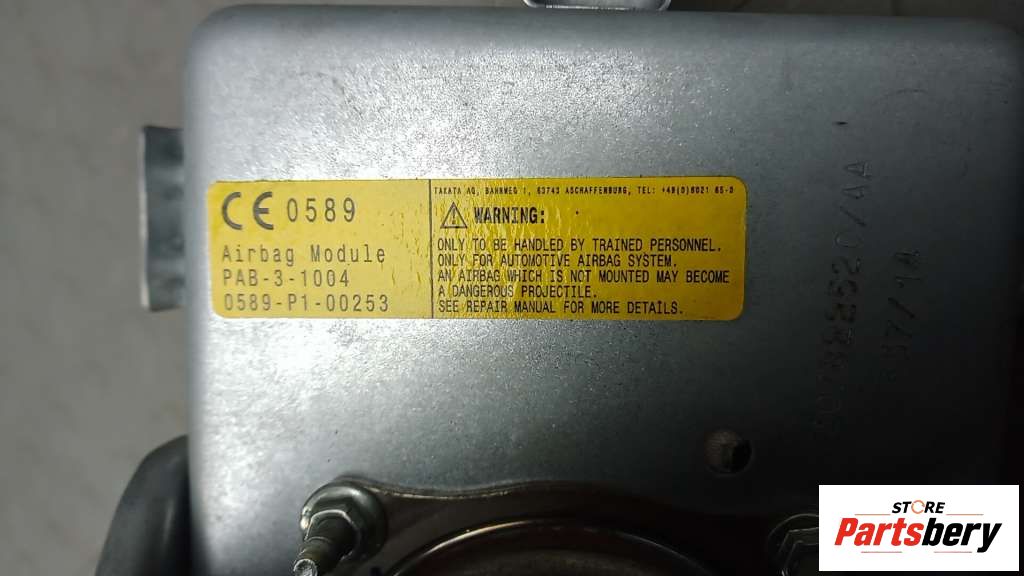 CE 0589
Airbag Module
PAB-3-1004
0589-P1-00253
TAKATA AG, BAHNWEG 1, 63743 ASCHAFFENBURG, TEL: +49(0)6021 65-0
WARNING:
ONLY TO BE HANDLED BY TRAINED PERSONNEL.
ONLY FOR AUTOMOTIVE AIRBAG SYSTEM.
AN AIRBAG WHICH IS NOT MOUNTED MAY BECOME
A DANGEROUS PROJECTILE.
SEE REPAIR MANUAL FOR MORE DETAILS.
STORE
Partsbery